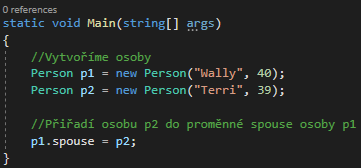 0 references
static void Main(string[] args)
{
//Vytvoříme osoby
Person p1 = new Person("Wally", 40);
Person p2 = new Person("Terri", 39);
//Přiřadí osobu p2 do proměnné spouse osoby p1
p1.spouse = p2;
}